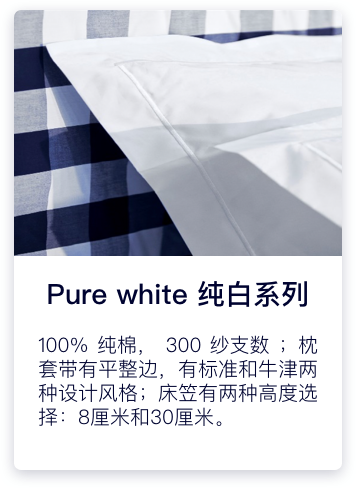 Pure white 纯白系列
100% 纯棉， 300 纱支数 ；枕
套带有平整边，有标准和牛津两
种设计风格；床笠有两种高度选
择：8厘米和30厘米。